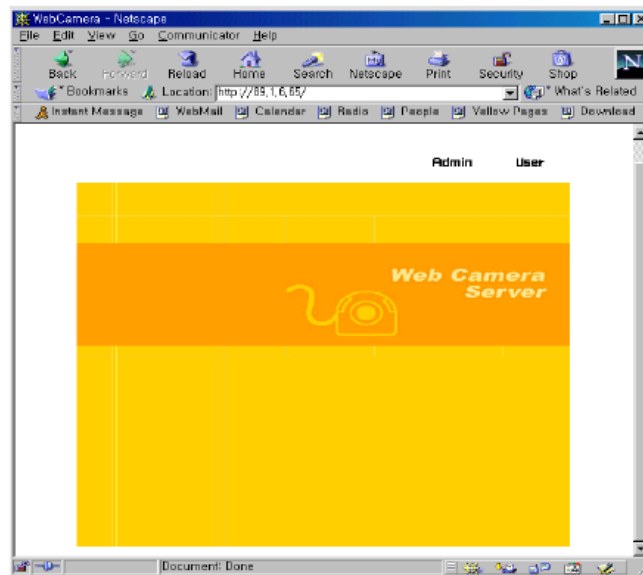 WebCamera - Netscape
File Edit View Go Communicator Help
Back Forward Reload Home Search Netscape Print Security Shop
N
Bookmarks Location: http://69,1,6,65/ What's Related
Instant Message WebMail Calendar Radio People Yellow Pages Download
Admin User
Web Camera
Server
Document: Done